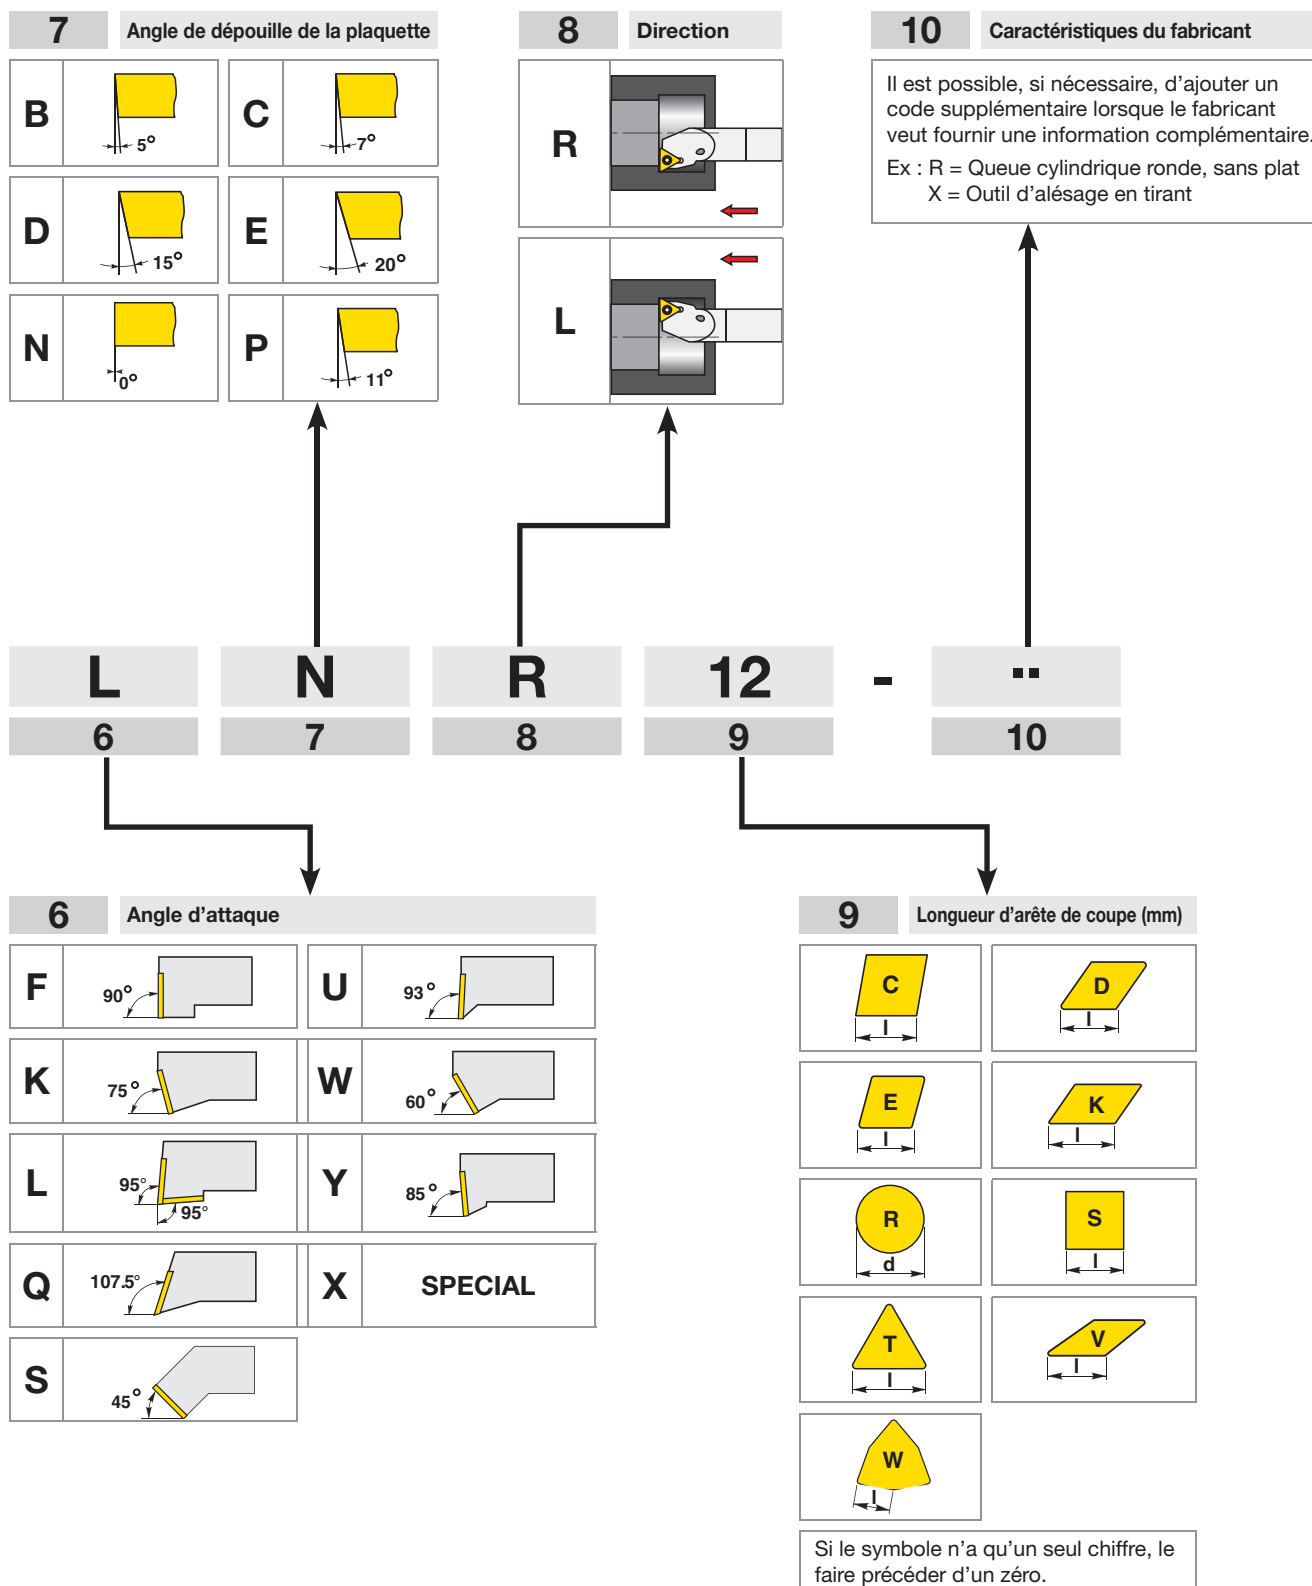 7 Angle de dépouille de la plaquette
B 5° C 7°
D 15° E 20°
N 0° P 11°
8 Direction
R
L
10 Caractéristiques du fabricant
Il est possible, si nécessaire, d'ajouter un
code supplémentaire lorsque le fabricant
veut fournir une information complémentaire.
Ex : R = Queue cylindrique ronde, sans plat
X = Outil d'alésage en tirant
L N R 12 - ¨
6 7 8 9 10
6 Angle d'attaque
F 90° U 93°
K 75° W 60°
L 95° 95° Y 85°
Q 107.5° X SPECIAL
S 45°
9 Longueur d'arête de coupe (mm)
C l D l
E l K l
R d S l
T l V l
W l
Si le symbole n'a qu'un seul chiffre, le
faire précéder d'un zéro.